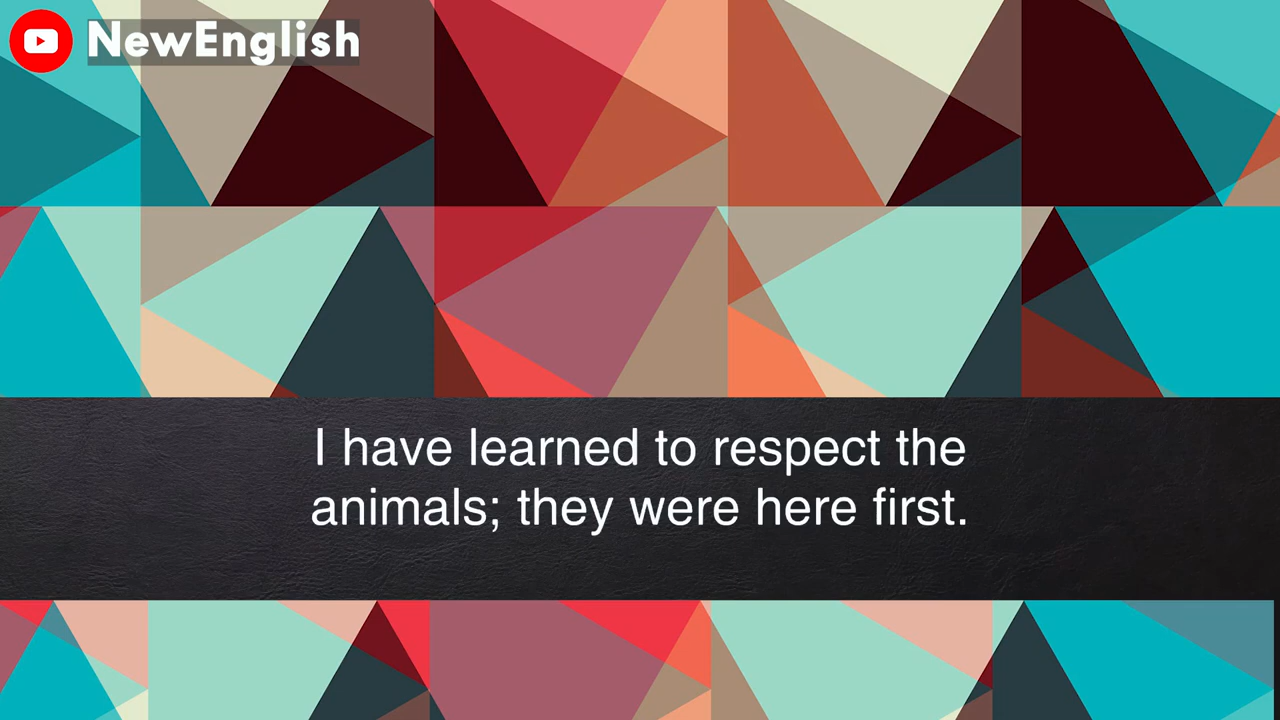 NewEnglish
I have learned to respect the
animals; they were here first.